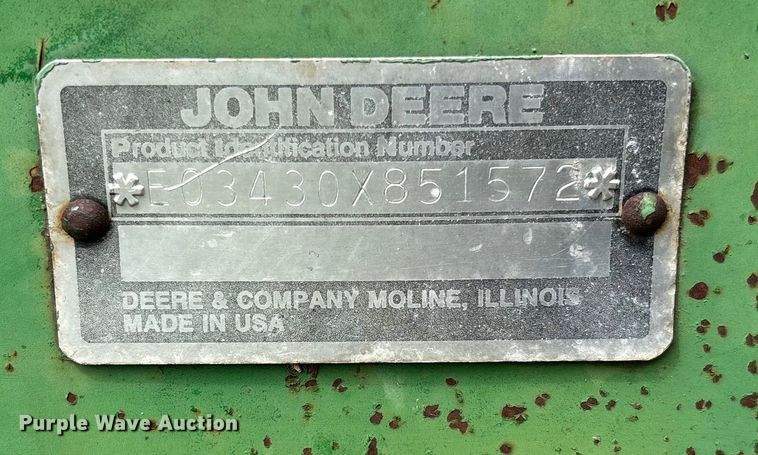 JOHN DEERE
Product Identification Number
*E03430X851572*
DEERE & COMPANY MOLINE, ILLINOIS
MADE IN USA
Purple Wave Auction